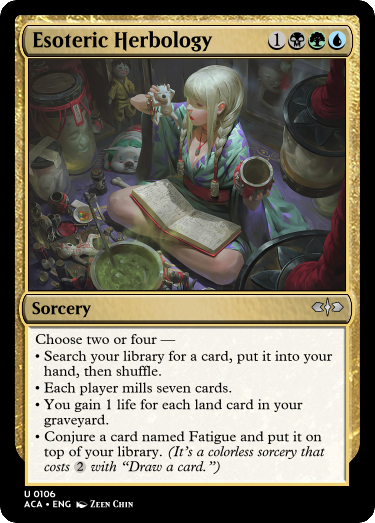 Esoteric Herbology 1
Sorcery
Choose two or four —
• Search your library for a card, put it into your
hand, then shuffle.
• Each player mills seven cards.
• You gain 1 life for each land card in your
graveyard.
• Conjure a card named Fatigue and put it on
top of your library. (It's a colorless sorcery that
costs 2 with “Draw a card.”)
U 0106
ACA • ENG Zeen Chin